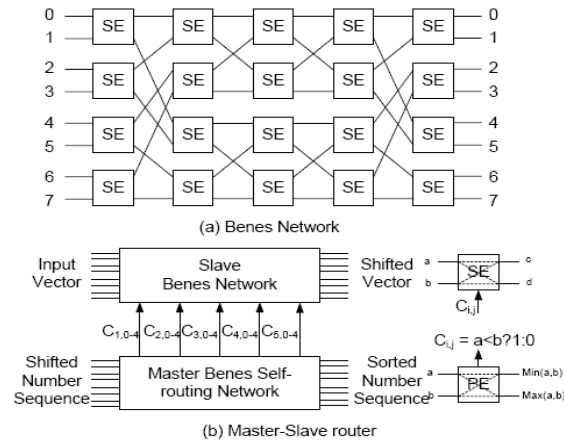 0 SE SE SE SE SE 0
1 1
2 SE SE SE SE SE 2
3 3
4 SE SE SE SE SE 4
5 5
6 SE SE SE SE SE 6
7 7
(a) Benes Network
Input Vector
Slave Benes Network
Shifted Vector
a SE c
b d
Ci,j
C1,0-4 C2,0-4 C3,0-4 C4,0-4 C5,0-4
Ci,j = a<b?1:0
Shifted Number Sequence
Master Benes Self-routing Network
Sorted Number Sequence
a PE Min(a,b)
b Max(a,b)
(b) Master-Slave router